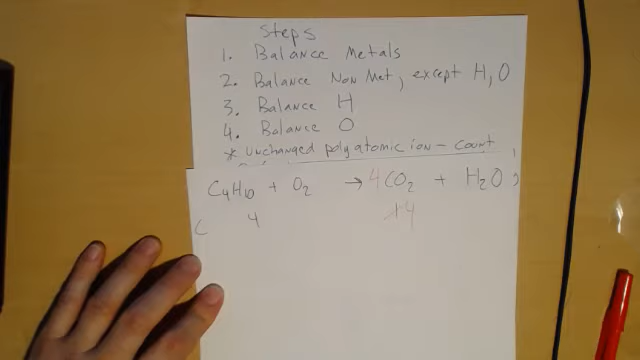 Steps
1. Balance Metals
2. Balance Non Met, except H, O
3. Balance H
4. Balance O
* unchanged polyatomic ion - count
C₄H₁₀ + O₂ → 4CO₂ + H₂O
C 4 14